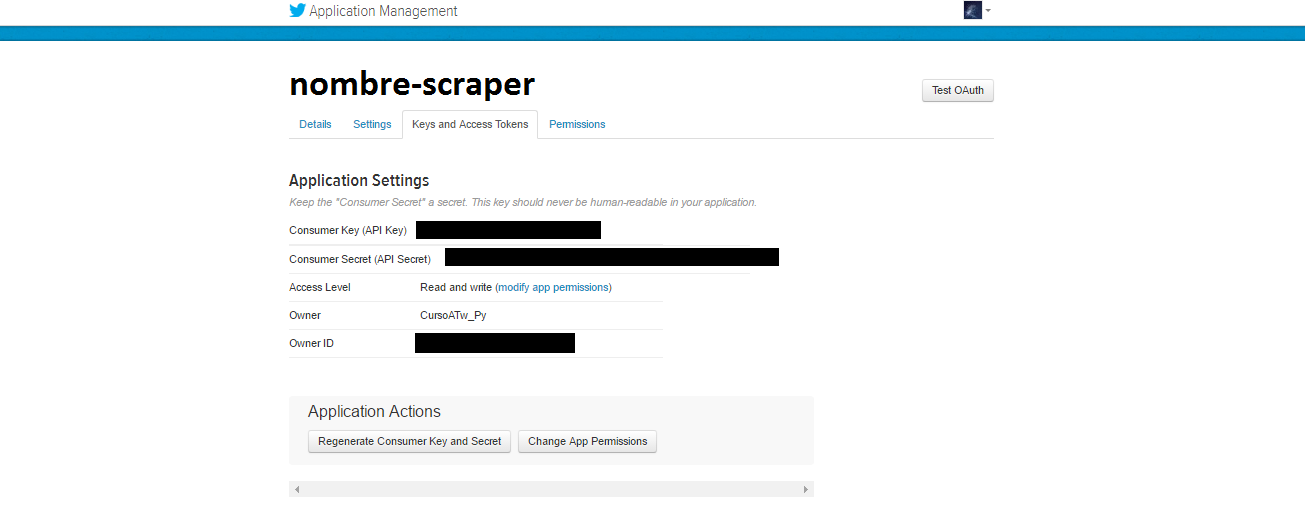 Application Management
nombre-scraper
Test OAuth
Details Settings Keys and Access Tokens Permissions
Application Settings
Keep the "Consumer Secret" a secret. This key should never be human-readable in your application.
Consumer Key (API Key)
Consumer Secret (API Secret)
Access Level Read and write (modify app permissions)
Owner CursoATw_Py
Owner ID
Application Actions
Regenerate Consumer Key and Secret Change App Permissions